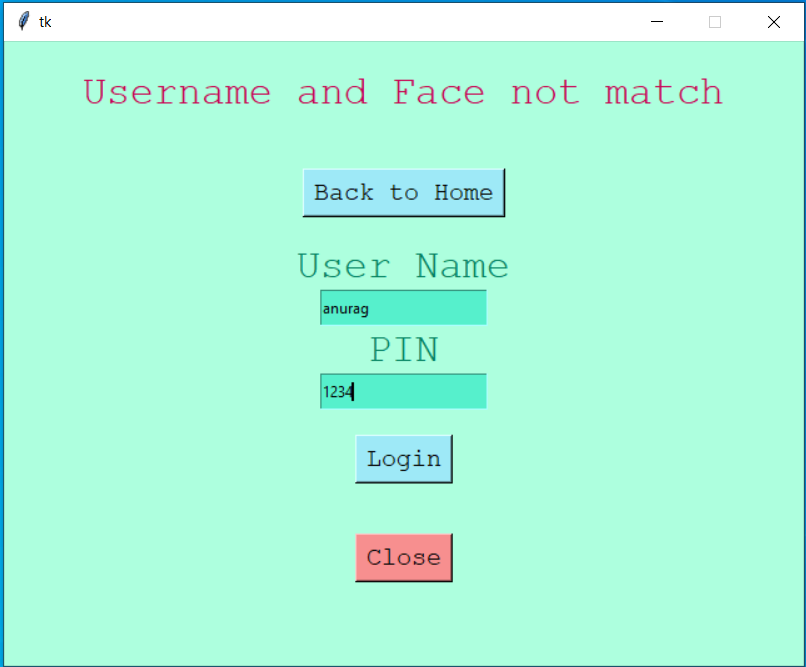 tk
Username and Face not match
Back to Home
User Name
anurag
PIN
1234
Login
Close